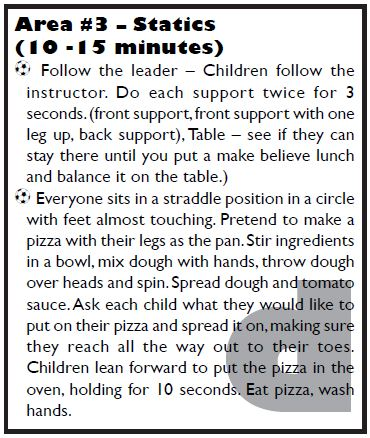 Area #3 – Statics
(10 -15 minutes)
Follow the leader – Children follow the
instructor. Do each support twice for 3
seconds. (front support, front support with one
leg up, back support), Table – see if they can
stay there until you put a make believe lunch
and balance it on the table.)
Everyone sits in a straddle position in a circle
with feet almost touching. Pretend to make a
pizza with their legs as the pan. Stir ingredients
in a bowl, mix dough with hands, throw dough
over heads and spin. Spread dough and tomato
sauce. Ask each child what they would like to
put on their pizza and spread it on, making sure
they reach all the way out to their toes.
Children lean forward to put the pizza in the
oven, holding for 10 seconds. Eat pizza, wash
hands.
d